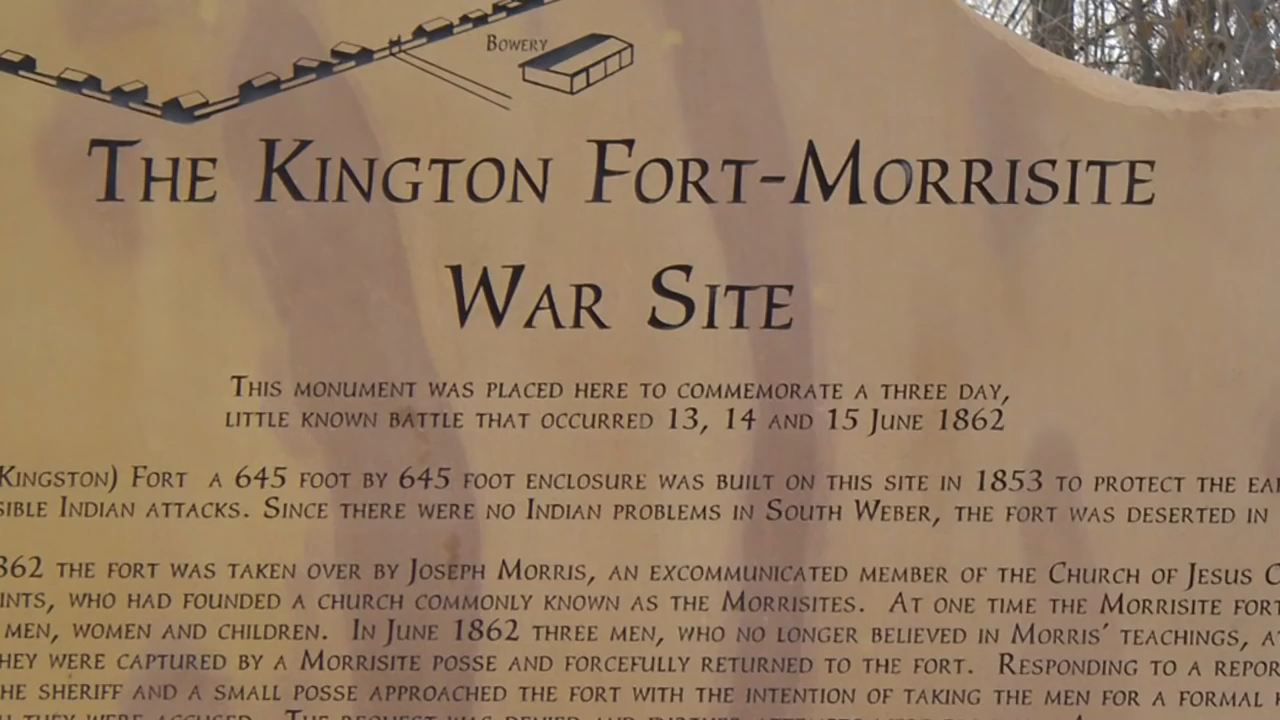 Bowery
The Kington Fort-Morrisite
War Site
This monument was placed here to commemorate a three day,
little known battle that occurred 13, 14 and 15 June 1862
Kingston) Fort a 645 foot by 645 foot enclosure was built on this site in 1853 to protect the
Indian attacks. Since there were no Indian problems in South Weber, the fort was deserted in
862 the fort was taken over by Joseph Morris, an excommunicated member of the Church of Jesus
ints, who had founded a church commonly known as the Morrisites. At one time the Morrisite fort
men, women and children. In June 1862 three men, who no longer believed in Morris' teachings,
hey were captured by a Morrisite posse and forcefully returned to the fort. Responding to a repor
he sheriff and a small posse approached the fort with the intention of taking the men for a formal